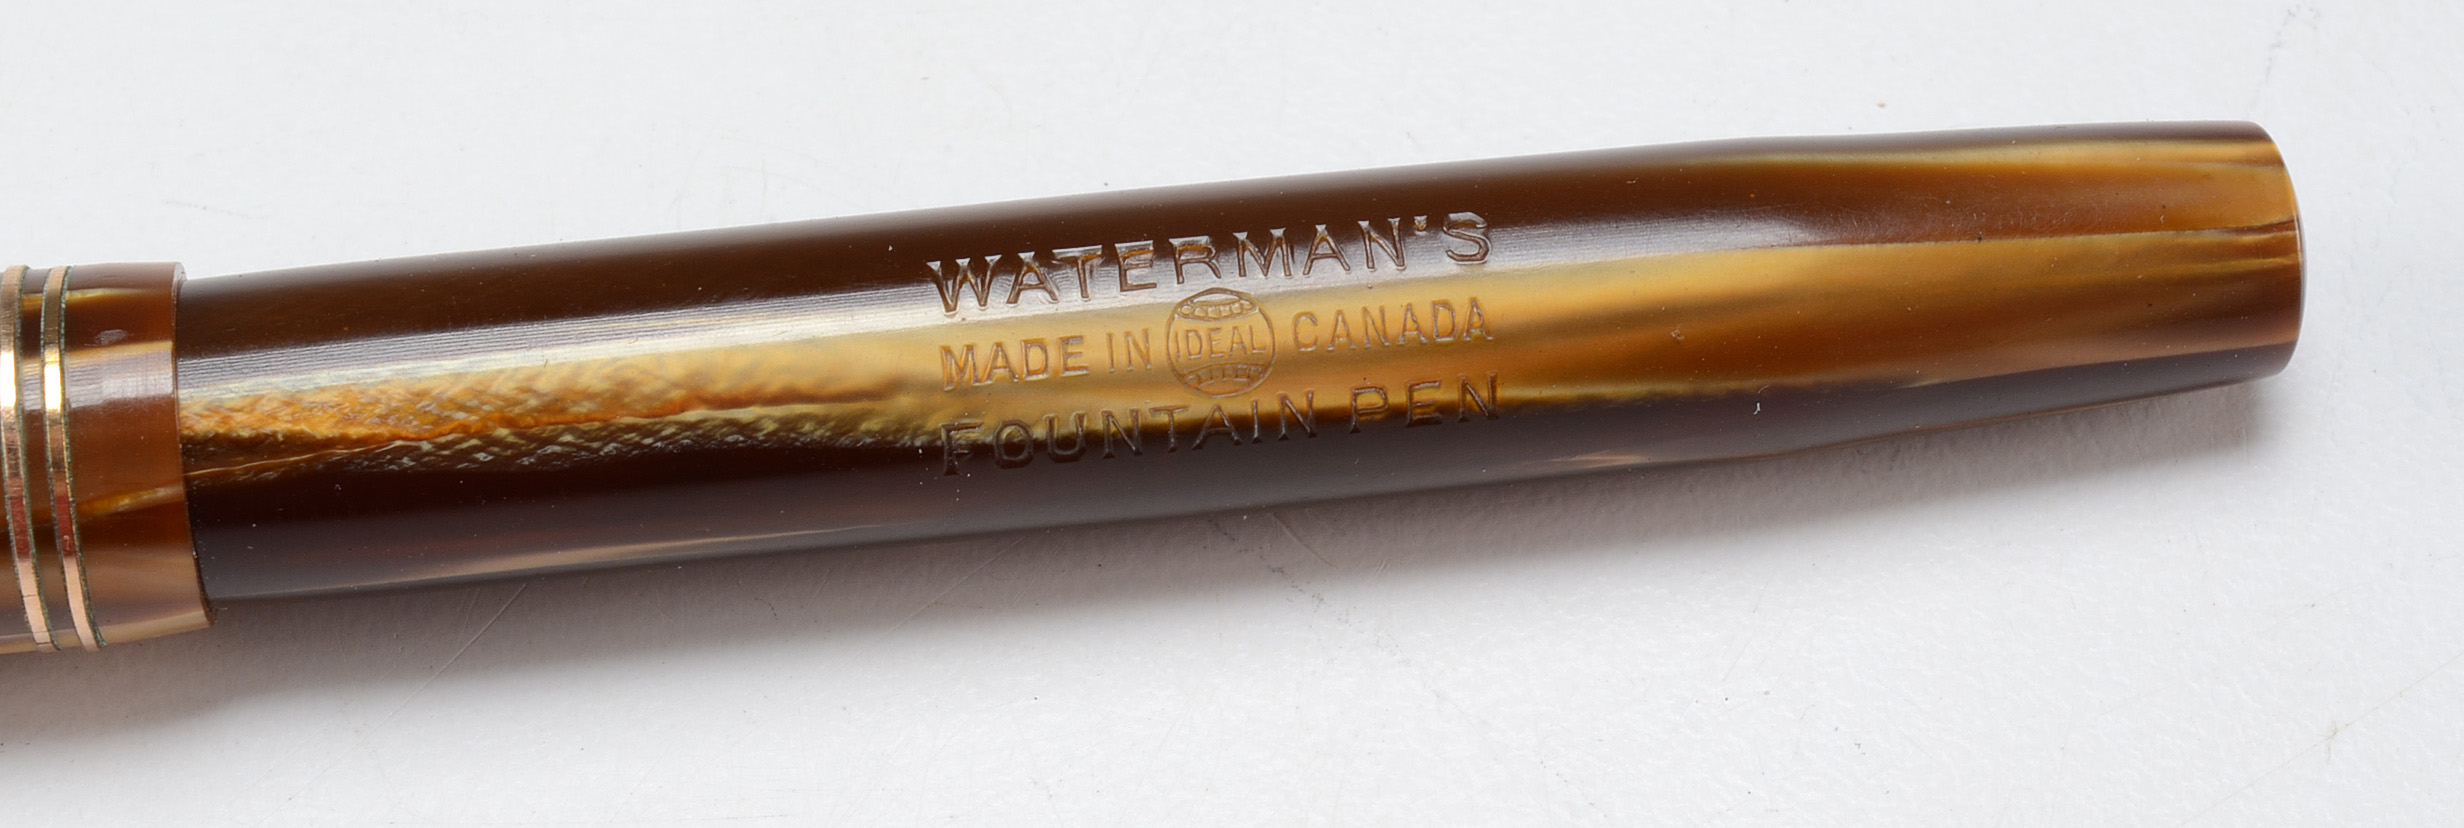 WATERMAN'S
MADE IN IDEAL CANADA
FOUNTAIN PEN